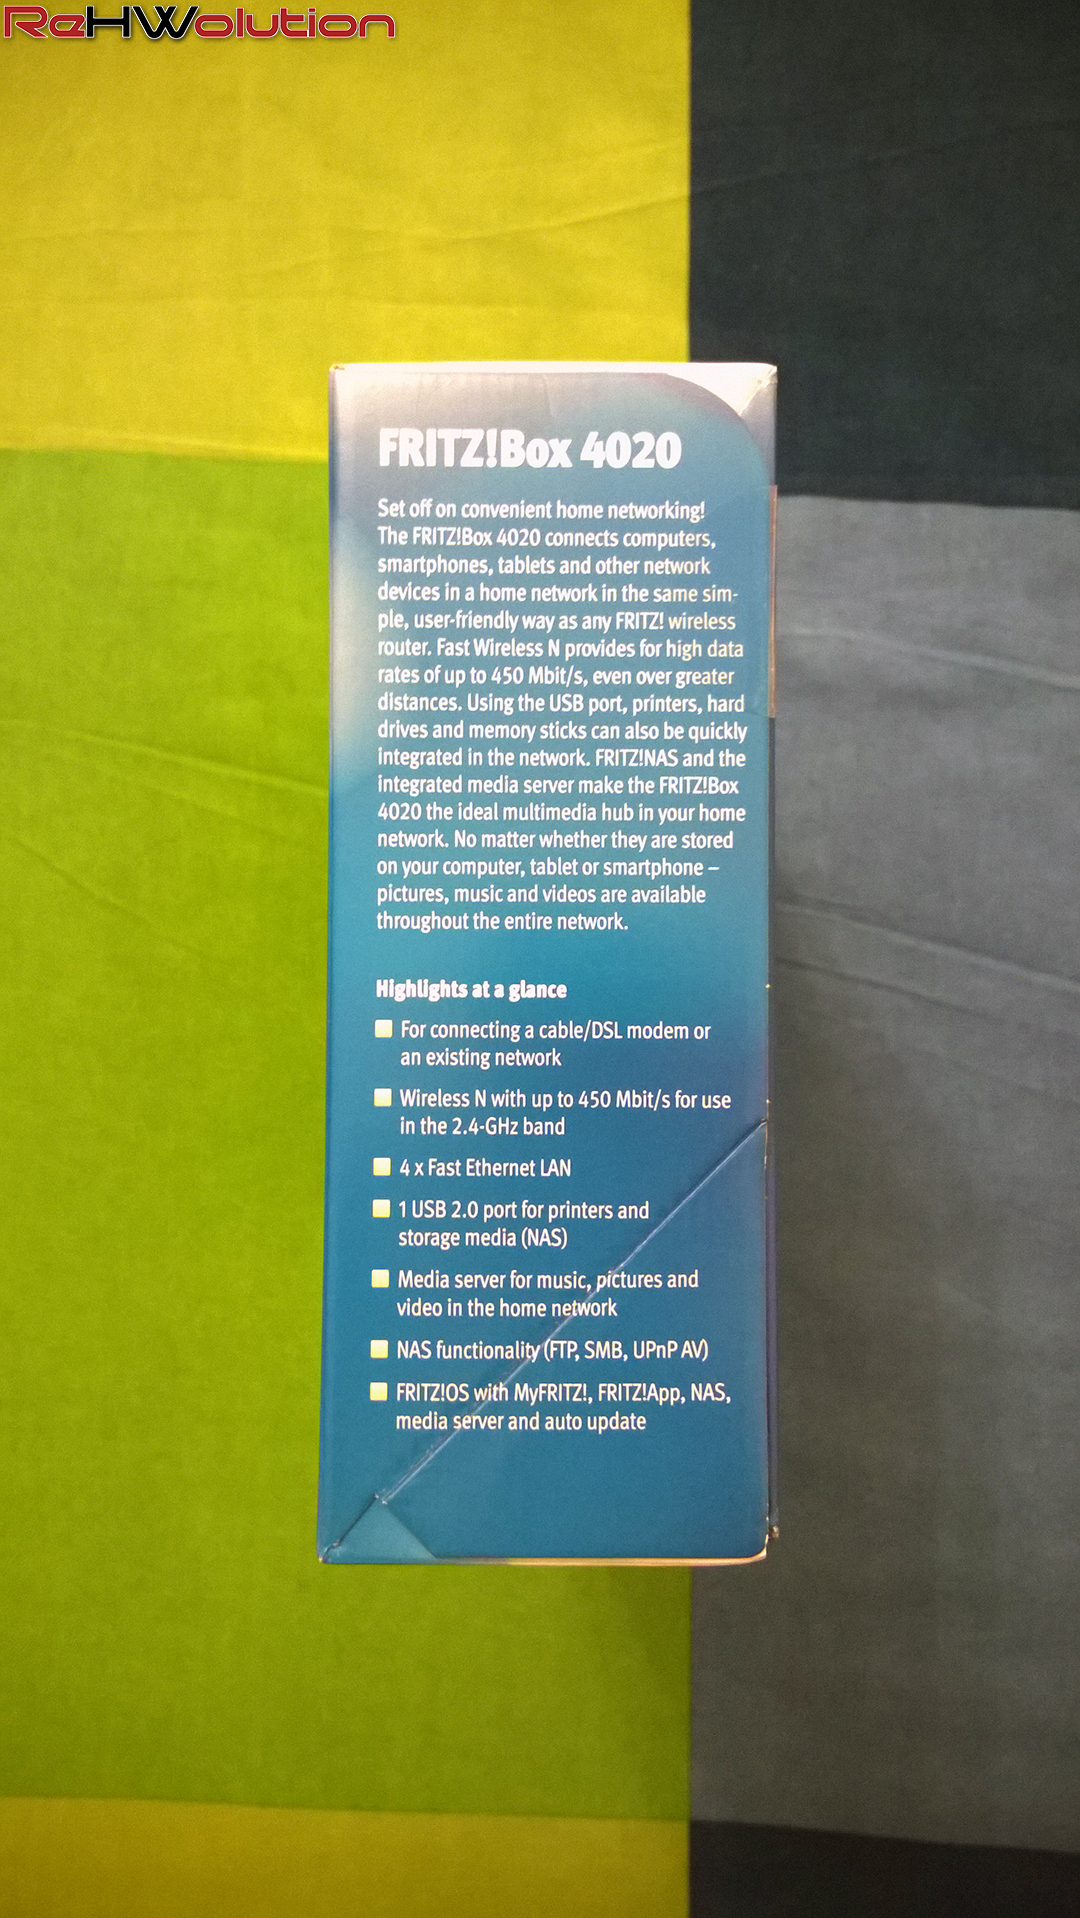 ReHWolution
FRITZ!Box 4020
Set off on convenient home networking!
The FRITZ!Box 4020 connects computers,
smartphones, tablets and other network
devices in a home network in the same sim-
ple, user-friendly way as any FRITZ! wireless
router. Fast Wireless N provides for high data
rates of up to 450 Mbit/s, even over greater
distances. Using the USB port, printers, hard
drives and memory sticks can also be quickly
integrated in the network. FRITZ!NAS and the
integrated media server make the FRITZ!Box
4020 the ideal multimedia hub in your home
network. No matter whether they are stored
on your computer, tablet or smartphone –
pictures, music and videos are available
throughout the entire network.
Highlights at a glance
For connecting a cable/DSL modem or
an existing network
Wireless N with up to 450 Mbit/s for use
in the 2.4-GHz band
4 x Fast Ethernet LAN
1 USB 2.0 port for printers and
storage media (NAS)
Media server for music, pictures and
video in the home network
NAS functionality (FTP, SMB, UPnP AV)
FRITZ!OS with MyFRITZ!, FRITZ!App, NAS,
media server and auto update